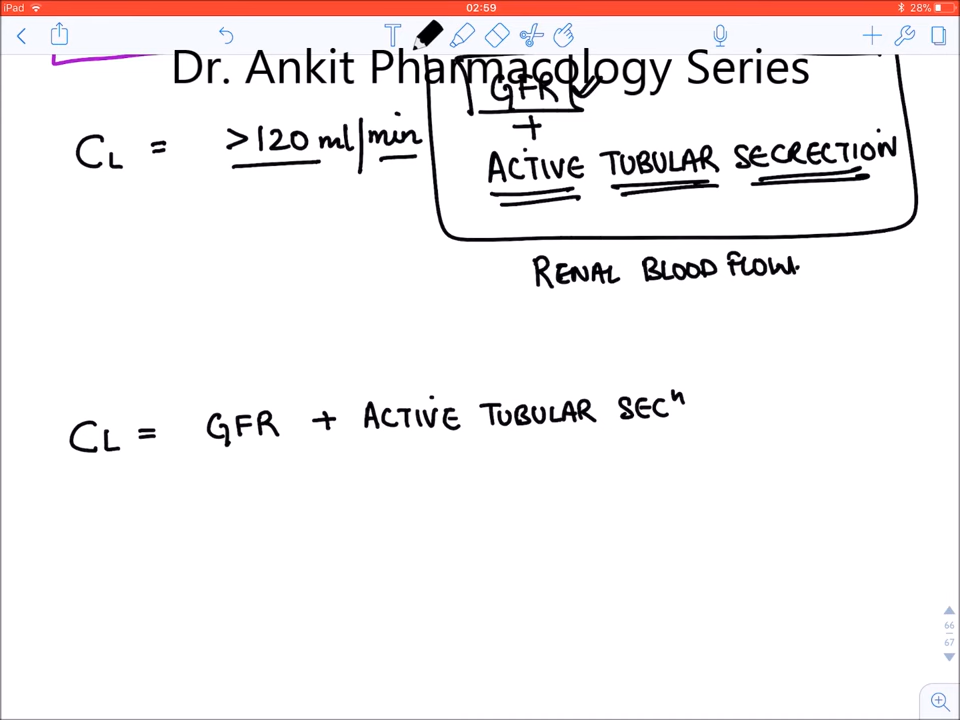 iPad 02:59 28%
T
Dr. Ankit Pharmacology Series
GFR
CL = >120 ml/min +
ACTIVE TUBULAR SECRECTION
RENAL BLOOD FLOW.
CL = GFR + ACTIVE TUBULAR SECⁿ
66
67